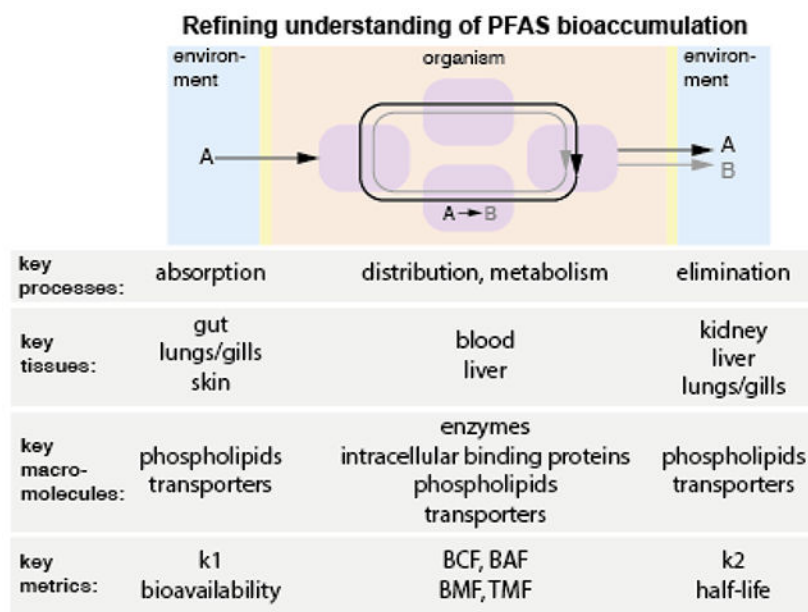 Refining understanding of PFAS bioaccumulation
environ-
ment
organism
environ-
ment
A
A
B
A B
key
processes:
absorption
distribution, metabolism
elimination
key
tissues:
gut
lungs/gills
skin
blood
liver
kidney
liver
lungs/gills
key
macro-
molecules:
phospholipids
transporters
enzymes
intracellular binding proteins
phospholipids
transporters
phospholipids
transporters
key
metrics:
k1
bioavailability
BCF, BAF
BMF, TMF
k2
half-life